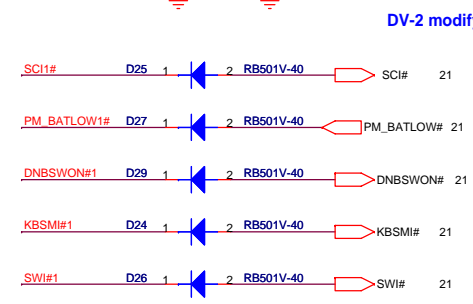 DV-2 modify
SCI1# D25 1 2 RB501V-40 SCI# 21
PM_BATLOW1# D27 1 2 RB501V-40 PM_BATLOW# 21
DNBSWON#1 D29 1 2 RB501V-40 DNBSWON# 21
KBSMI#1 D24 1 2 RB501V-40 KBSMI# 21
SWI#1 D26 1 2 RB501V-40 SWI# 21